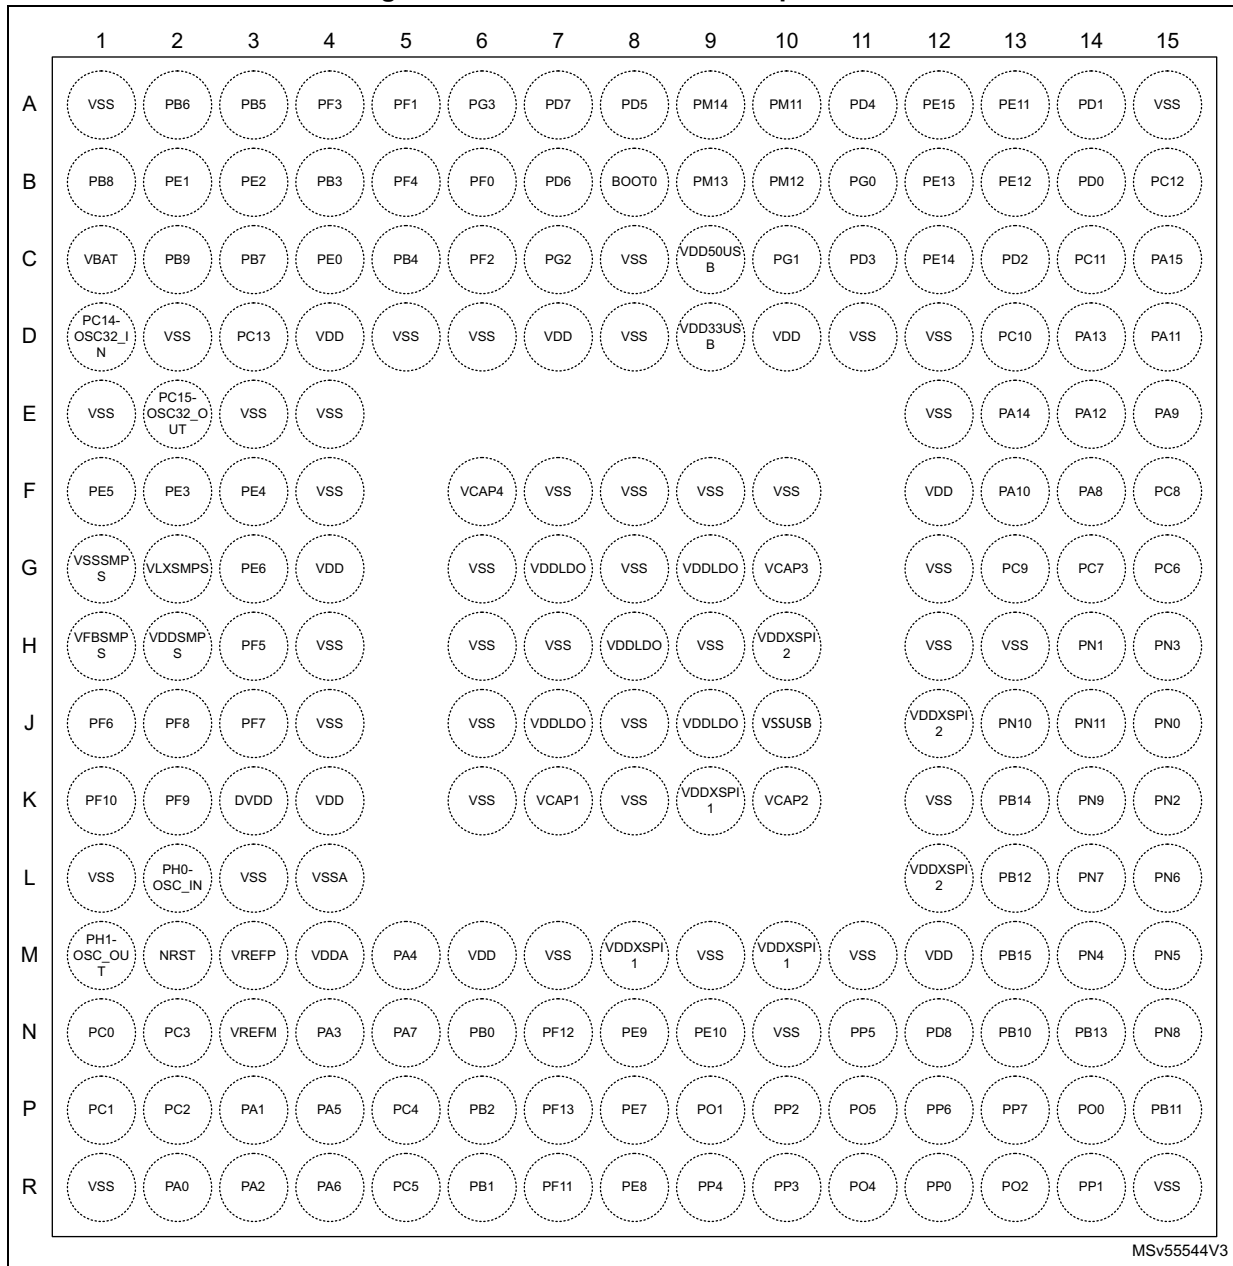 1 2 3 4 5 6 7 8 9 10 11 12 13 14 15
A VSS PB6 PB5 PF3 PF1 PG3 PD7 PD5 PM14 PM11 PD4 PE15 PE11 PD1 VSS
B PB8 PE1 PE2 PB3 PF4 PF0 PD6 BOOT0 PM13 PM12 PG0 PE13 PE12 PD0 PC12
C VBAT PB9 PB7 PE0 PB4 PF2 PG2 VSS VDD50USB PG1 PD3 PE14 PD2 PC11 PA15
D PC14-OSC32_IN VSS PC13 VDD VSS VSS VDD VSS VDD33USB VDD VSS VSS PC10 PA13 PA11
E VSS PC15-OSC32_OUT VSS VSS VSS PA14 PA12 PA9
F PE5 PE3 PE4 VSS VCAP4 VSS VSS VSS VSS VDD PA10 PA8 PC8
G VSSSMPS VLXSMPS PE6 VDD VSS VDDLDO VSS VDDLDO VCAP3 VSS PC9 PC7 PC6
H VFBSMPS VDDSMPS PF5 VSS VSS VSS VDDLDO VSS VDDXSPI2 VSS VSS PN1 PN3
J PF6 PF8 PF7 VSS VSS VDDLDO VSS VDDLDO VSSUSB VDDXSPI2 PN10 PN11 PN0
K PF10 PF9 DVDD VDD VSS VCAP1 VSS VDDXSPI1 VCAP2 VSS PB14 PN9 PN2
L VSS PH0-OSC_IN VSS VSSA VDDXSPI2 PB12 PN7 PN6
M PH1-OSC_OUT NRST VREFP VDDA PA4 VDD VSS VDDXSPI1 VSS VDDXSPI1 VSS VDD PB15 PN4 PN5
N PC0 PC3 VREFM PA3 PA7 PB0 PF12 PE9 PE10 VSS PP5 PD8 PB10 PB13 PN8
P PC1 PC2 PA1 PA5 PC4 PB2 PF13 PE7 PO1 PP2 PO5 PP6 PP7 PO0 PB11
R VSS PA0 PA2 PA6 PC5 PB1 PF11 PE8 PP4 PP3 PO4 PP0 PO2 PP1 VSS
MSv55544V3